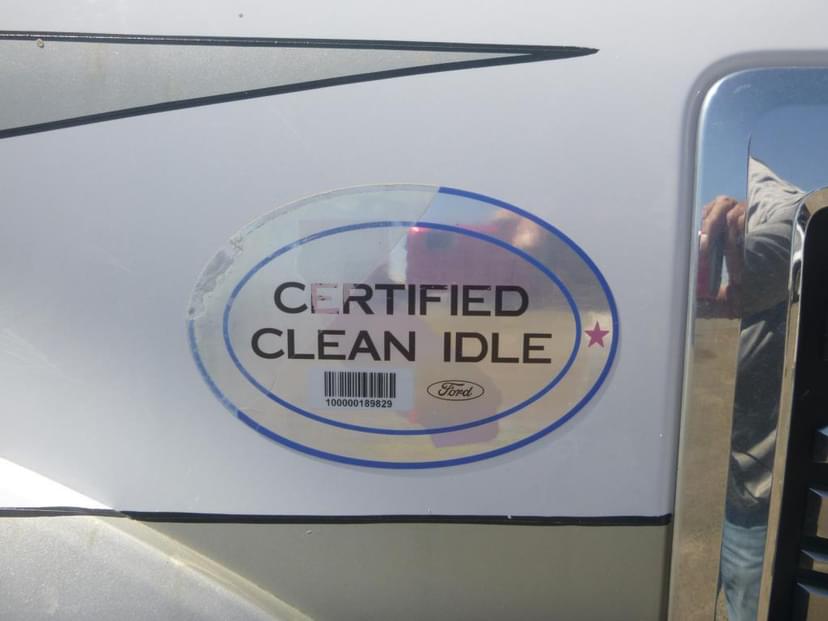 CERTIFIED
CLEAN IDLE
100000189829
Ford